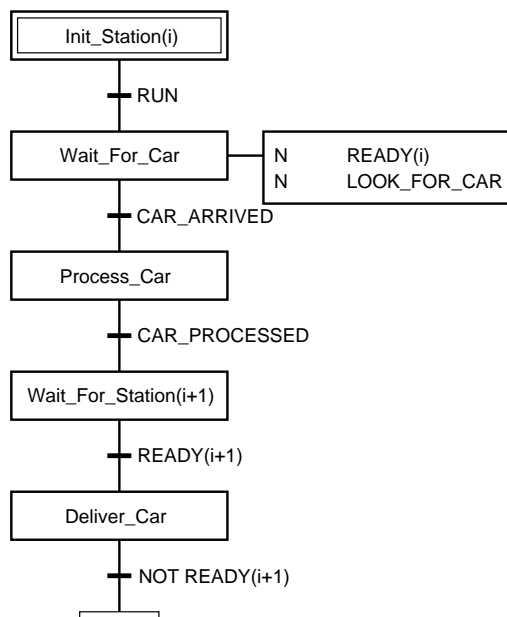 Init_Station(i)
RUN
Wait_For_Car
N READY(i)
N LOOK_FOR_CAR
CAR_ARRIVED
Process_Car
CAR_PROCESSED
Wait_For_Station(i+1)
READY(i+1)
Deliver_Car
NOT READY(i+1)